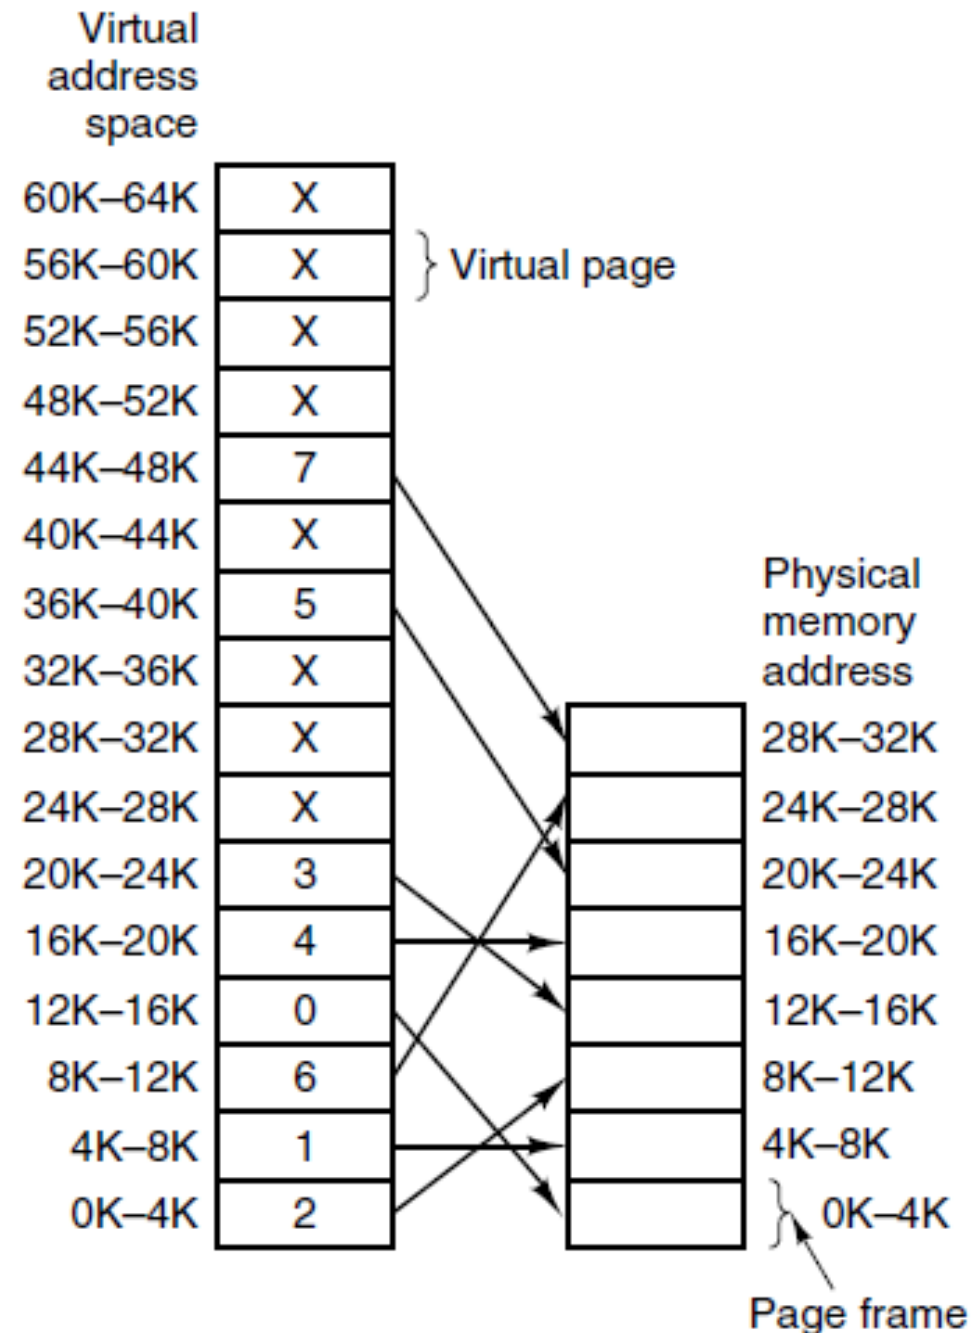 Virtual
address
space
60K–64K X
56K–60K X Virtual page
52K–56K X
48K–52K X
44K–48K 7
40K–44K X
36K–40K 5
32K–36K X
28K–32K X
24K–28K X
20K–24K 3
16K–20K 4
12K–16K 0
8K–12K 6
4K–8K 1
0K–4K 2
Physical
memory
address
28K–32K
24K–28K
20K–24K
16K–20K
12K–16K
8K–12K
4K–8K
0K–4K
Page frame